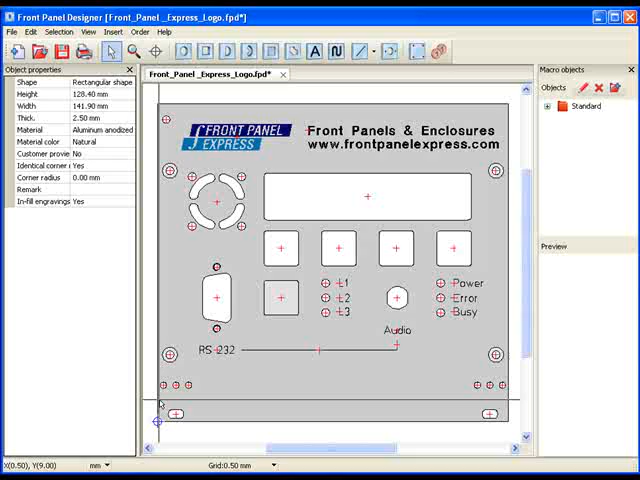 Front Panel Designer [Front_Panel _Express_Logo.fpd*]
File Edit Selection View Insert Order Help
Object properties
Shape Rectangular shape
Height 128.40 mm
Width 141.90 mm
Thick. 2.50 mm
Material Aluminum anodized
Material color Natural
Customer provie No
Identical corner r Yes
Corner radius 0.00 mm
Remark
In-fill engravings Yes
Front_Panel _Express_Logo.fpd*
FRONT PANEL
EXPRESS
Front Panels & Enclosures
www.frontpanelexpress.com
L1
L2
L3
Power
Error
Busy
Audio
RS 232
Macro objects
Objects
Standard
Preview
X(0.50), Y(9.00) mm Grid:0.50 mm